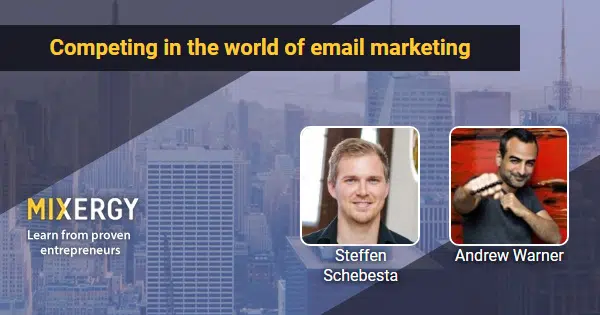 Competing in the world of email marketing
MIXERGY
Learn from proven
entrepreneurs
Steffen
Schebesta
Andrew Warner